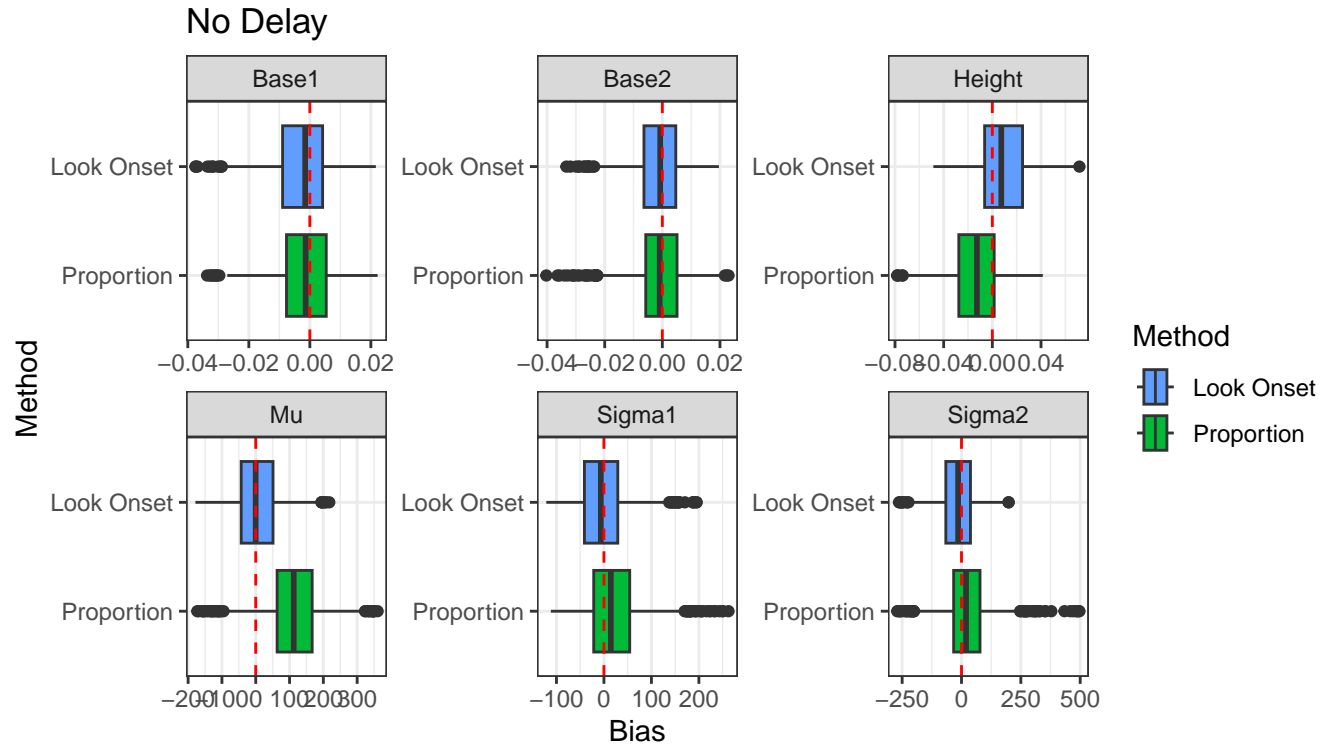 No Delay
Base1
Base2
Height
Look Onset
Proportion
Look Onset
Proportion
Look Onset
Proportion
−0.04 −0.02 0.00 0.02
−0.04 −0.02 0.00 0.02
−0.08 −0.04 0.00 0.04
Method
Mu
Sigma1
Sigma2
Look Onset
Proportion
Look Onset
Proportion
Look Onset
Proportion
−200 −100 0 100 200 300
−100 0 100 200
−250 0 250 500
Bias
Method
Look Onset
Proportion